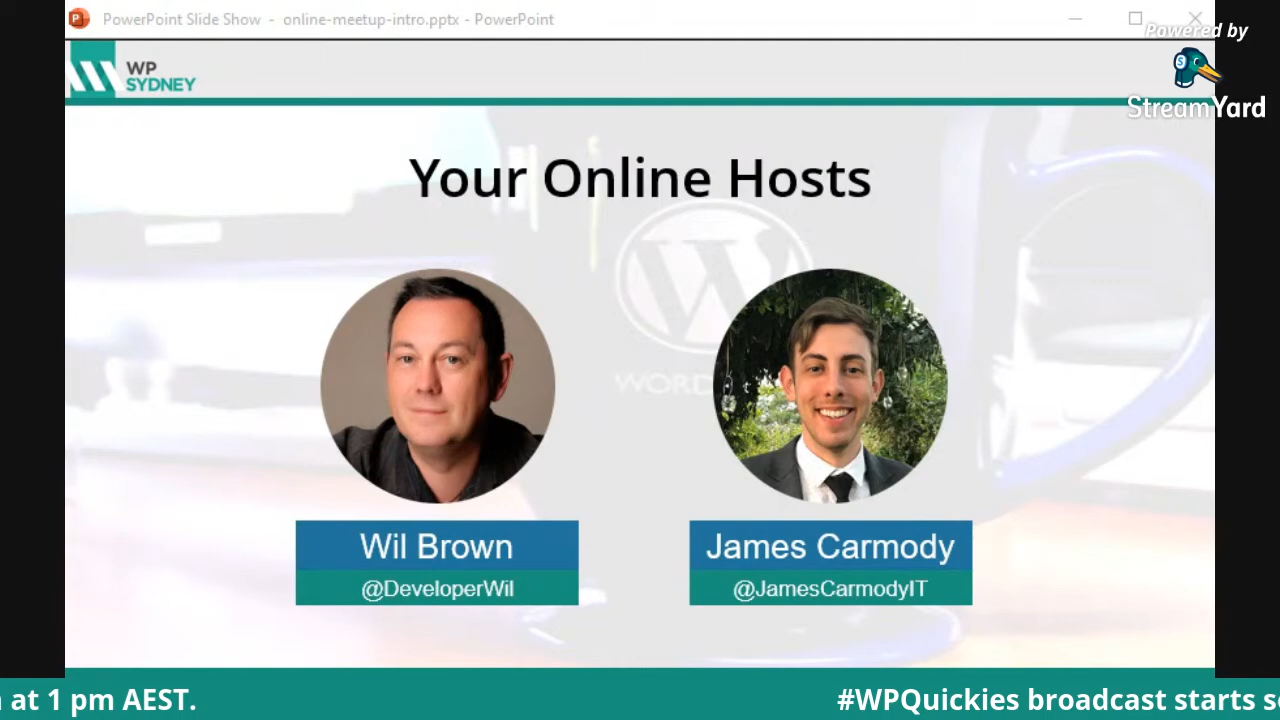 PowerPoint Slide Show - online-meetup-intro.pptx - PowerPoint
Powered by
StreamYard
WP
SYDNEY
Your Online Hosts
WORD
Wil Brown
@DeveloperWil
James Carmody
@JamesCarmodyIT
at 1 pm AEST.
#WPQuickies broadcast starts